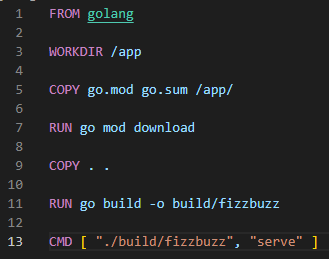 1 FROM golang
2
3 WORKDIR /app
4
5 COPY go.mod go.sum /app/
6
7 RUN go mod download
8
9 COPY . .
10
11 RUN go build -o build/fizzbuzz
12
13 CMD [ "./build/fizzbuzz", "serve" ]